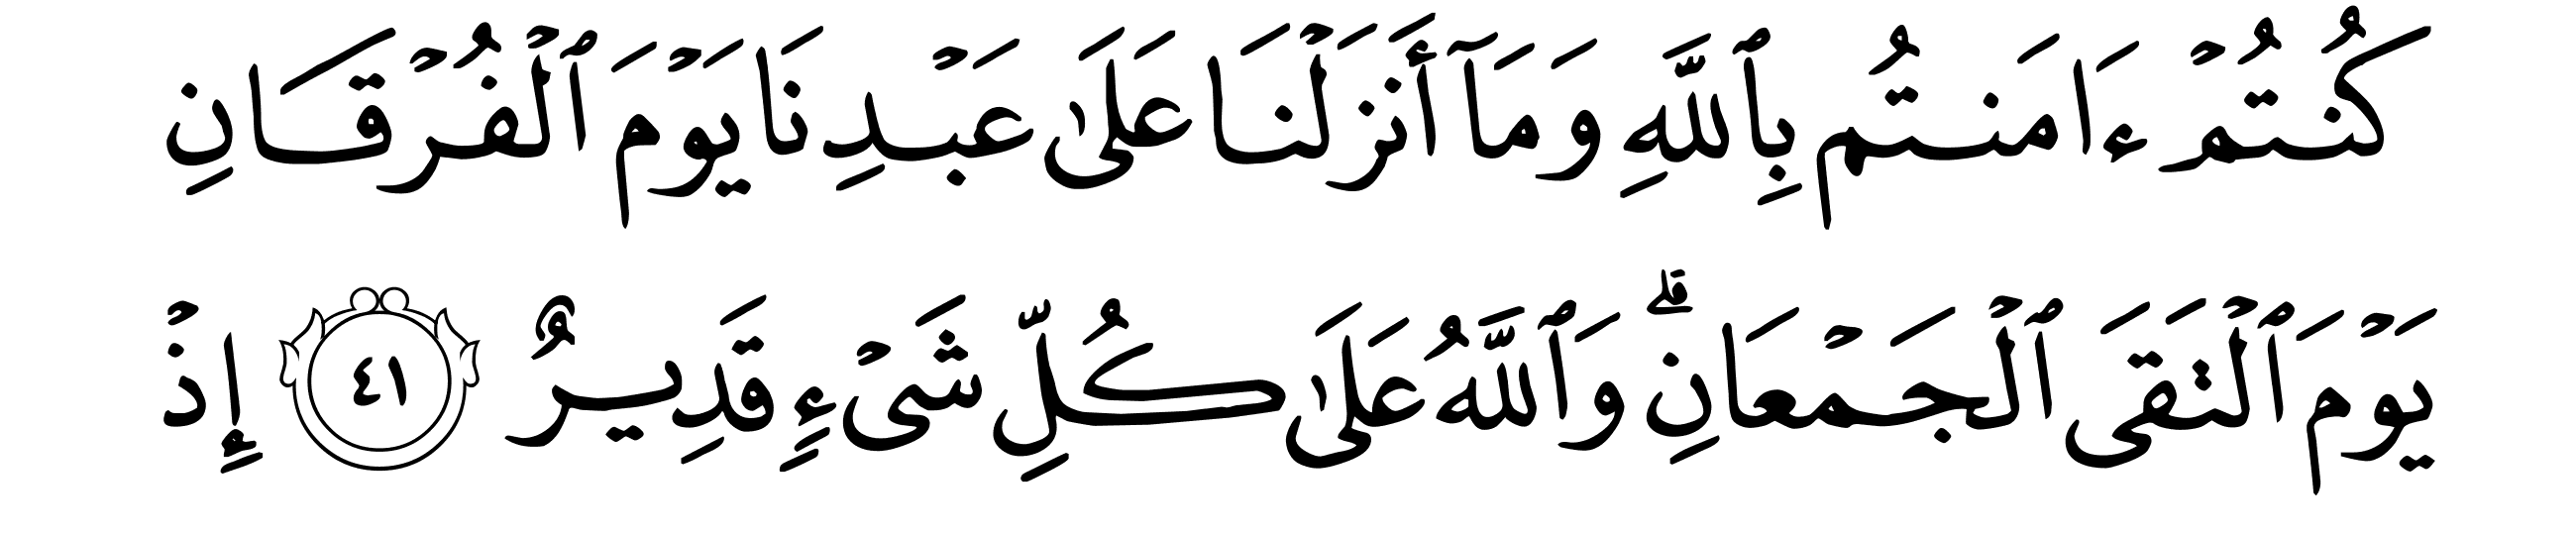 كُنتُمْ ءَامَنتُم بِٱللَّهِ وَمَآ أَنزَلْنَا عَلَىٰ عَبْدِنَا يَوْمَ ٱلْفُرْقَانِ
يَوْمَ ٱلْتَقَى ٱلْجَمْعَانِ ۗ وَٱللَّهُ عَلَىٰ كُلِّ شَىْءٍ قَدِيرٌ ٤١ إِذْ